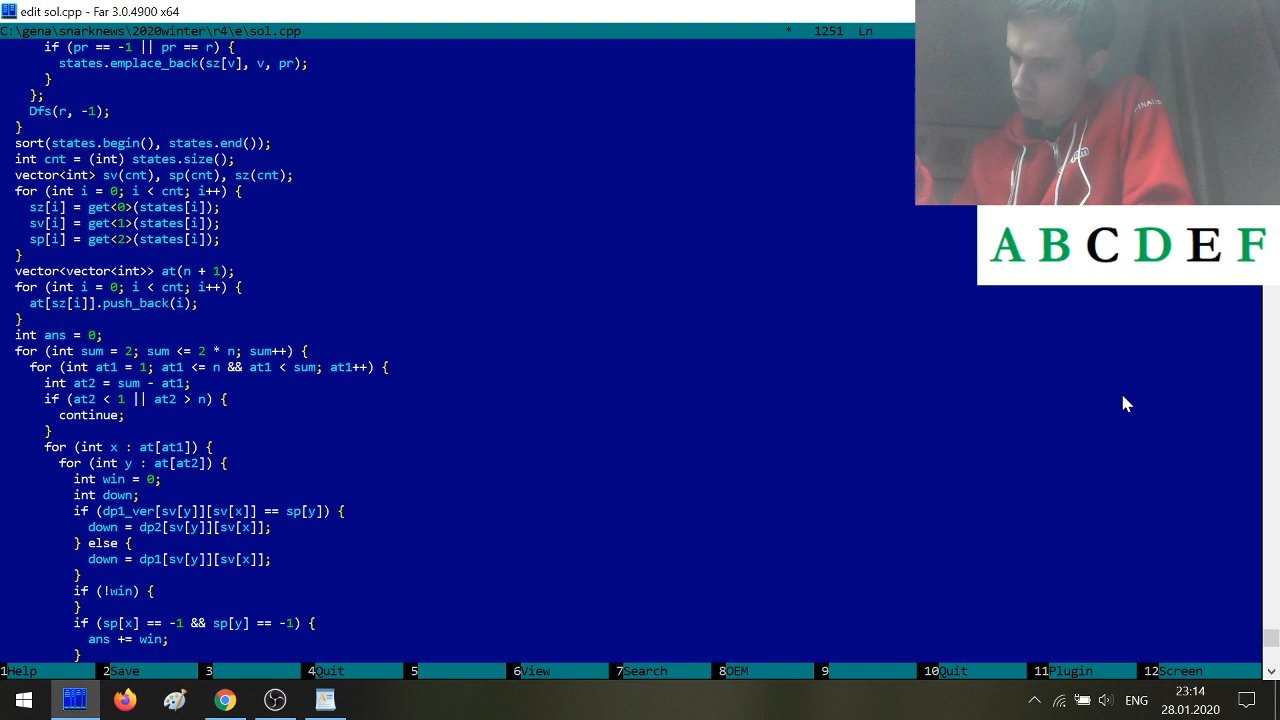 edit sol.cpp - Far 3.0.4900 x64
C:\gena\snarknews\2020winter\r4\e\sol.cpp * 1251 Ln
if (pr == -1 || pr == r) {
states.emplace_back(sz[v], v, pr);
}
};
Dfs(r, -1);
}
sort(states.begin(), states.end());
int cnt = (int) states.size();
vector<int> sv(cnt), sp(cnt), sz(cnt);
for (int i = 0; i < cnt; i++) {
sz[i] = get<0>(states[i]);
sv[i] = get<1>(states[i]);
sp[i] = get<2>(states[i]);
}
vector<vector<int>> at(n + 1);
for (int i = 0; i < cnt; i++) {
at[sz[i]].push_back(i);
}
int ans = 0;
for (int sum = 2; sum <= 2 * n; sum++) {
for (int at1 = 1; at1 <= n && at1 < sum; at1++) {
int at2 = sum - at1;
if (at2 < 1 || at2 > n) {
continue;
}
for (int x : at[at1]) {
for (int y : at[at2]) {
int win = 0;
int down;
if (dp1_ver[sv[y]][sv[x]] == sp[y]) {
down = dp2[sv[y]][sv[x]];
} else {
down = dp1[sv[y]][sv[x]];
}
if (!win) {
}
if (sp[x] == -1 && sp[y] == -1) {
ans += win;
}
A B C D E F
1Help 2Save 3 4Quit 5 6View 7Search 8OEM 9 10Quit 11Plugin 12Screen
ENG
23:14
28.01.2020